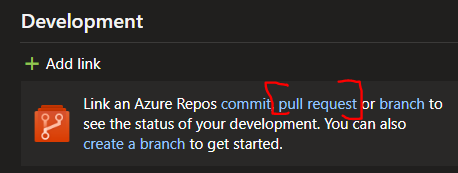 Development
+ Add link
Link an Azure Repos commit, pull request or branch to
see the status of your development. You can also
create a branch to get started.